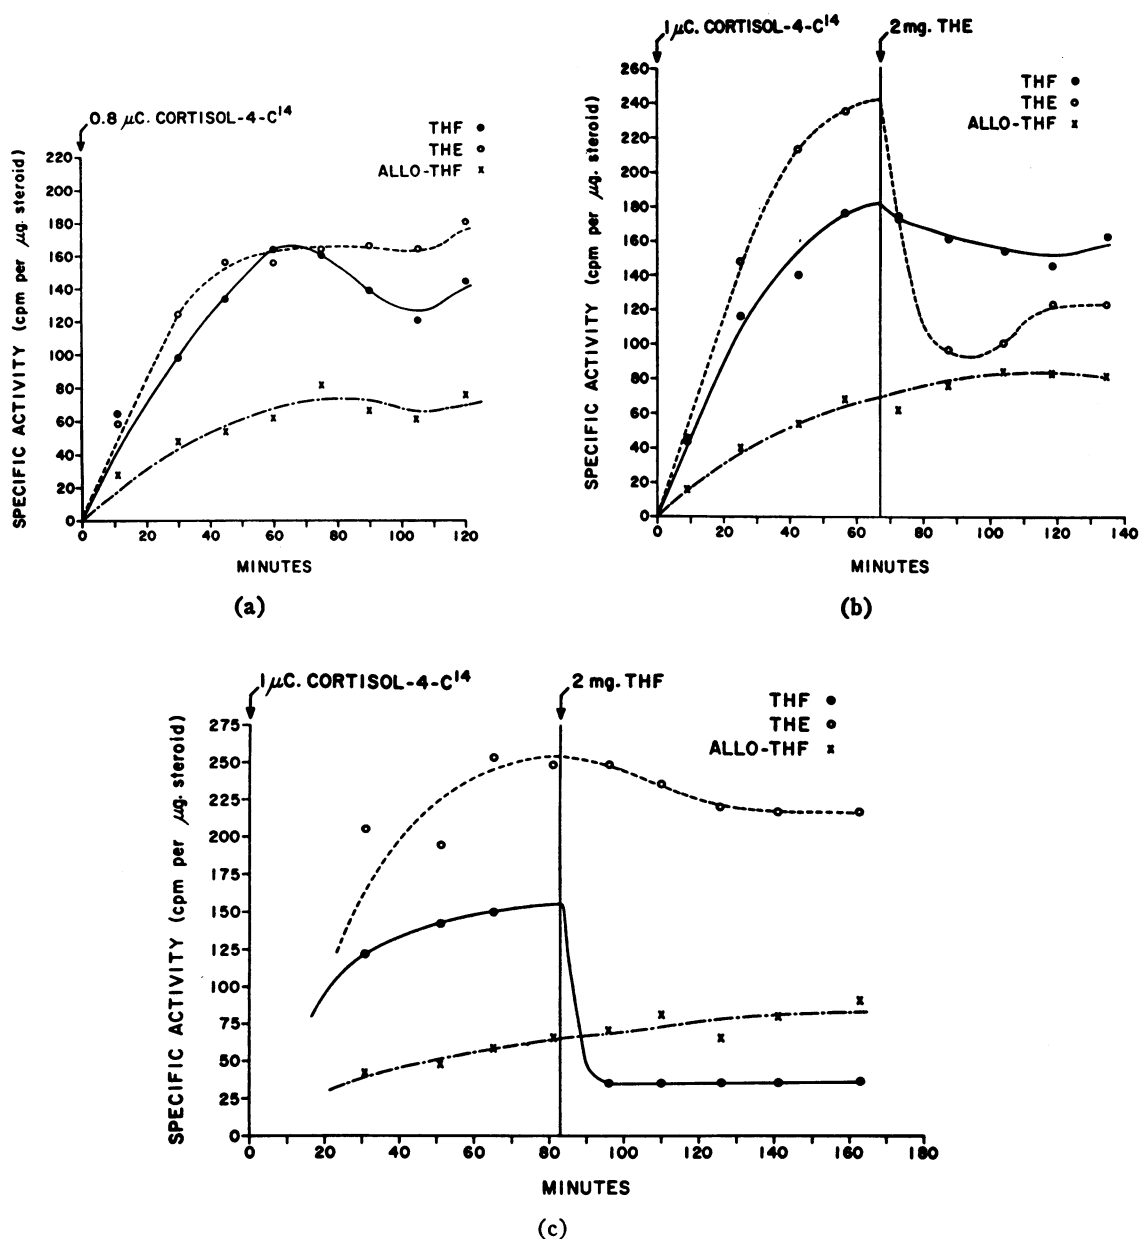 0.8 μC. CORTISOL-4-C¹⁴
THF ●
THE ○
ALLO-THF x
SPECIFIC ACTIVITY (cpm per μg. steroid)
220
200
180
160
140
120
100
80
60
40
20
0
0 20 40 60 80 100 120
MINUTES
(a)
1 μC. CORTISOL-4-C¹⁴ 2 mg. THE
THF ●
THE ○
ALLO-THF x
SPECIFIC ACTIVITY (cpm per μg. steroid)
260
240
220
200
180
160
140
120
100
80
60
40
20
0
0 20 40 60 80 100 120 140
MINUTES
(b)
1 μC. CORTISOL-4-C¹⁴ 2 mg. THF
THF ●
THE ○
ALLO-THF x
SPECIFIC ACTIVITY (cpm per μg. steroid)
275
250
225
200
175
150
125
100
75
50
25
0
0 20 40 60 80 100 120 140 160 180
MINUTES
(c)